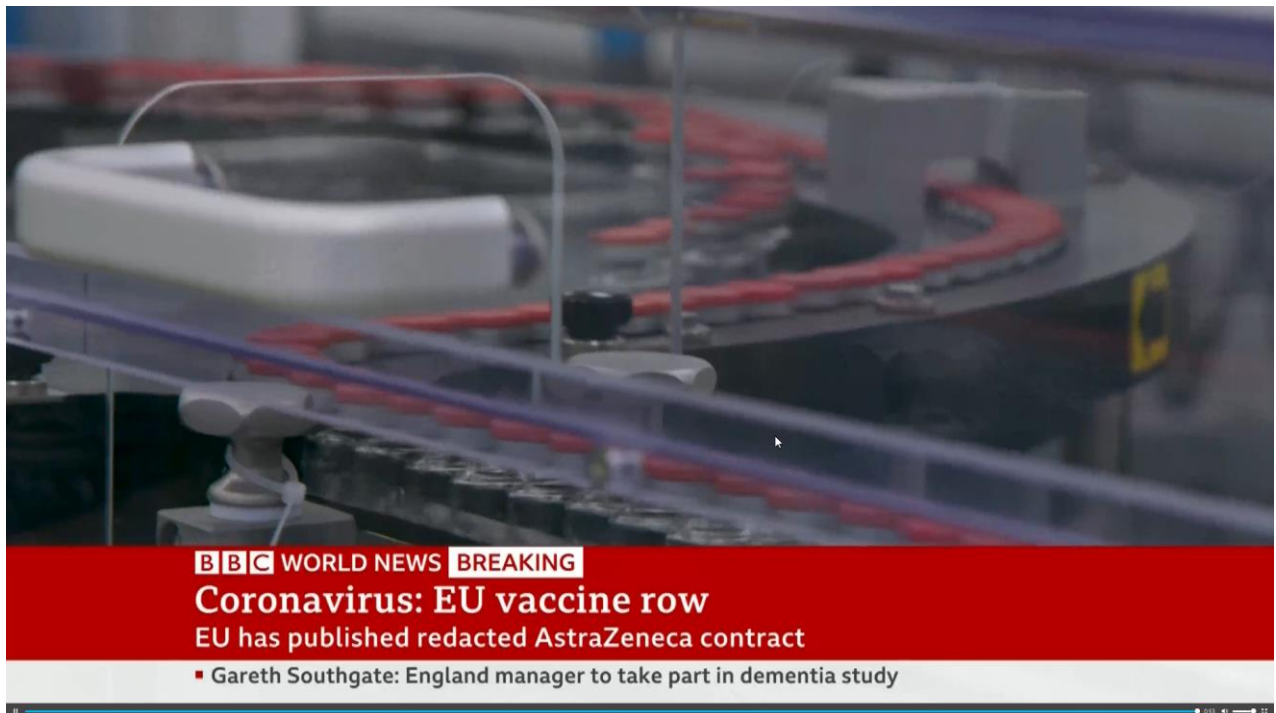 BBC WORLD NEWS BREAKING
Coronavirus: EU vaccine row
EU has published redacted AstraZeneca contract
Gareth Southgate: England manager to take part in dementia study